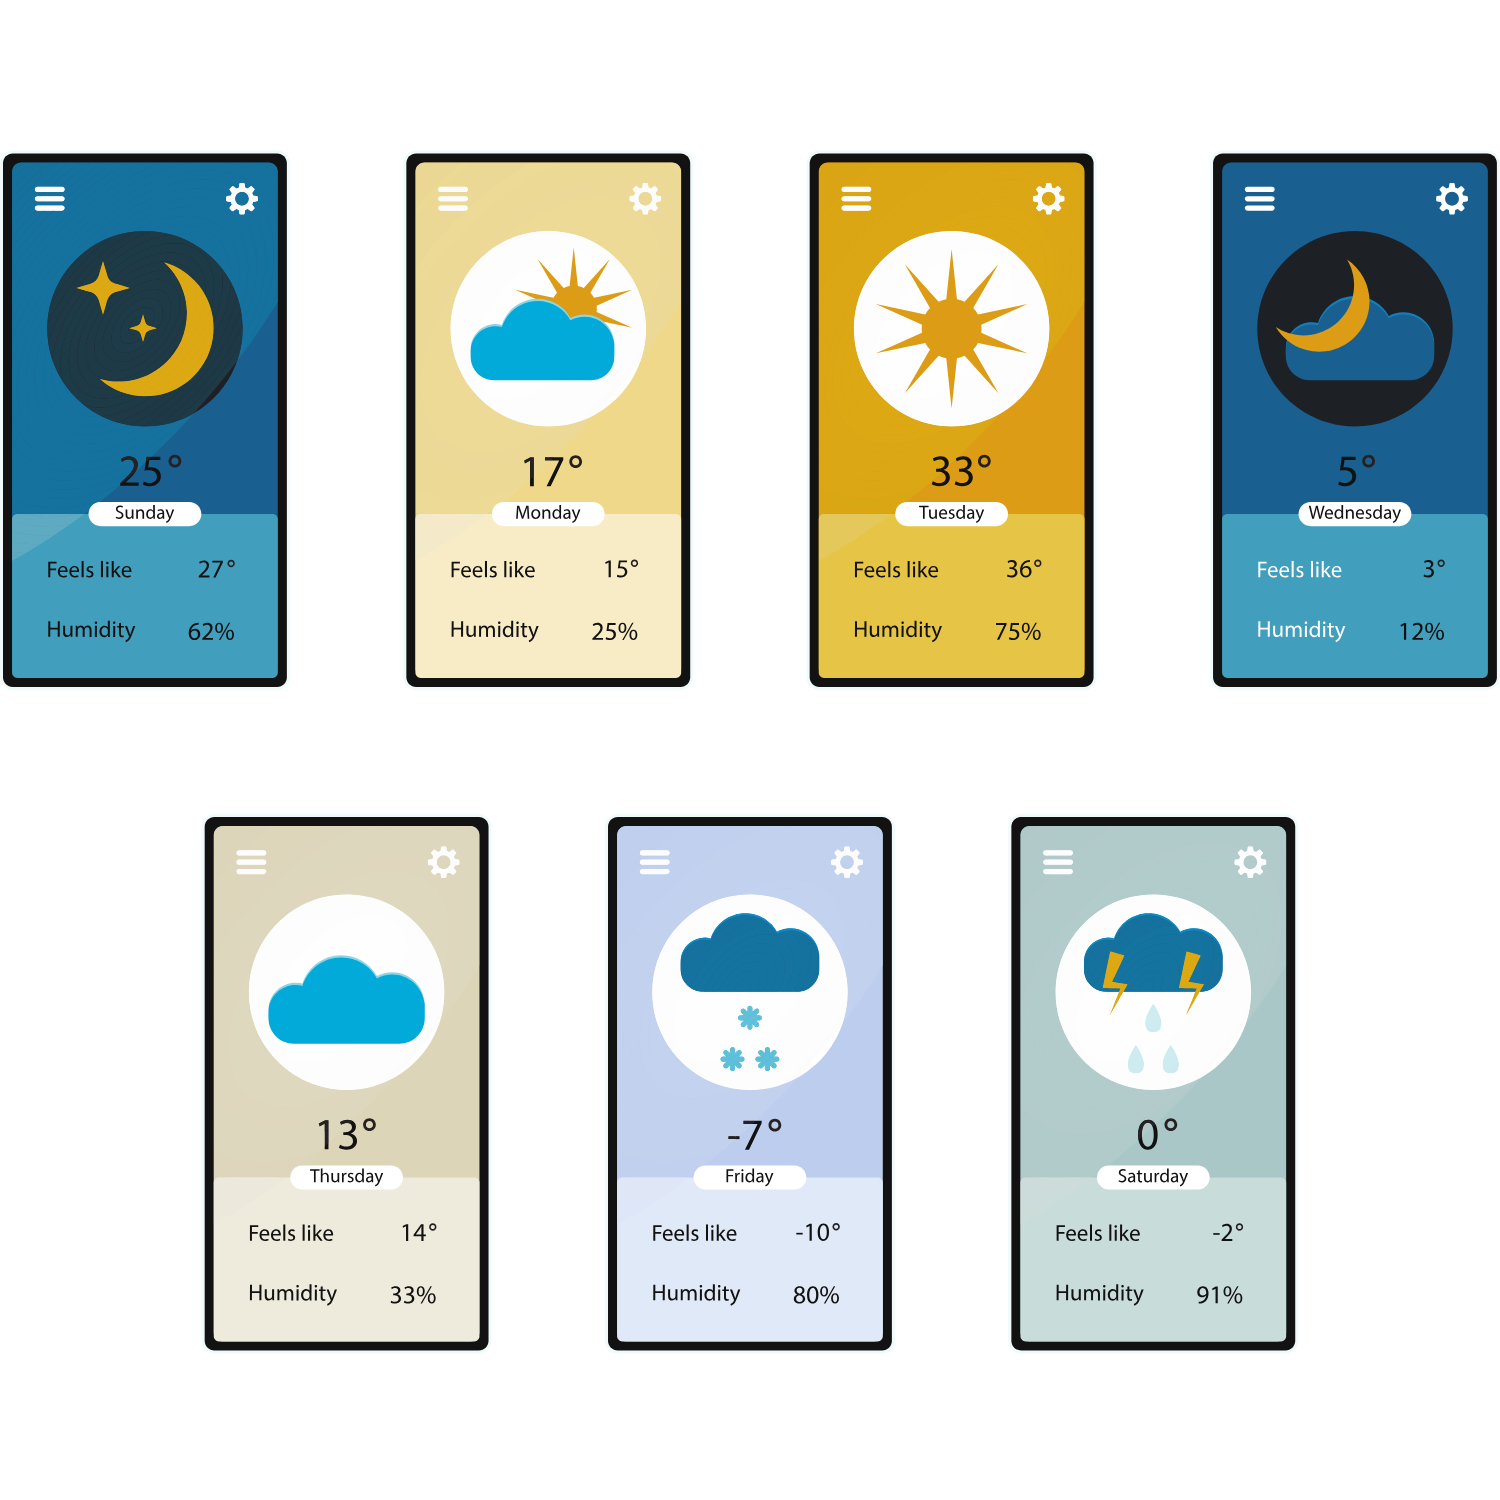 25°
Sunday
Feels like 27°
Humidity 62%
17°
Monday
Feels like 15°
Humidity 25%
33°
Tuesday
Feels like 36°
Humidity 75%
5°
Wednesday
Feels like 3°
Humidity 12%
13°
Thursday
Feels like 14°
Humidity 33%
-7°
Friday
Feels like -10°
Humidity 80%
0°
Saturday
Feels like -2°
Humidity 91%